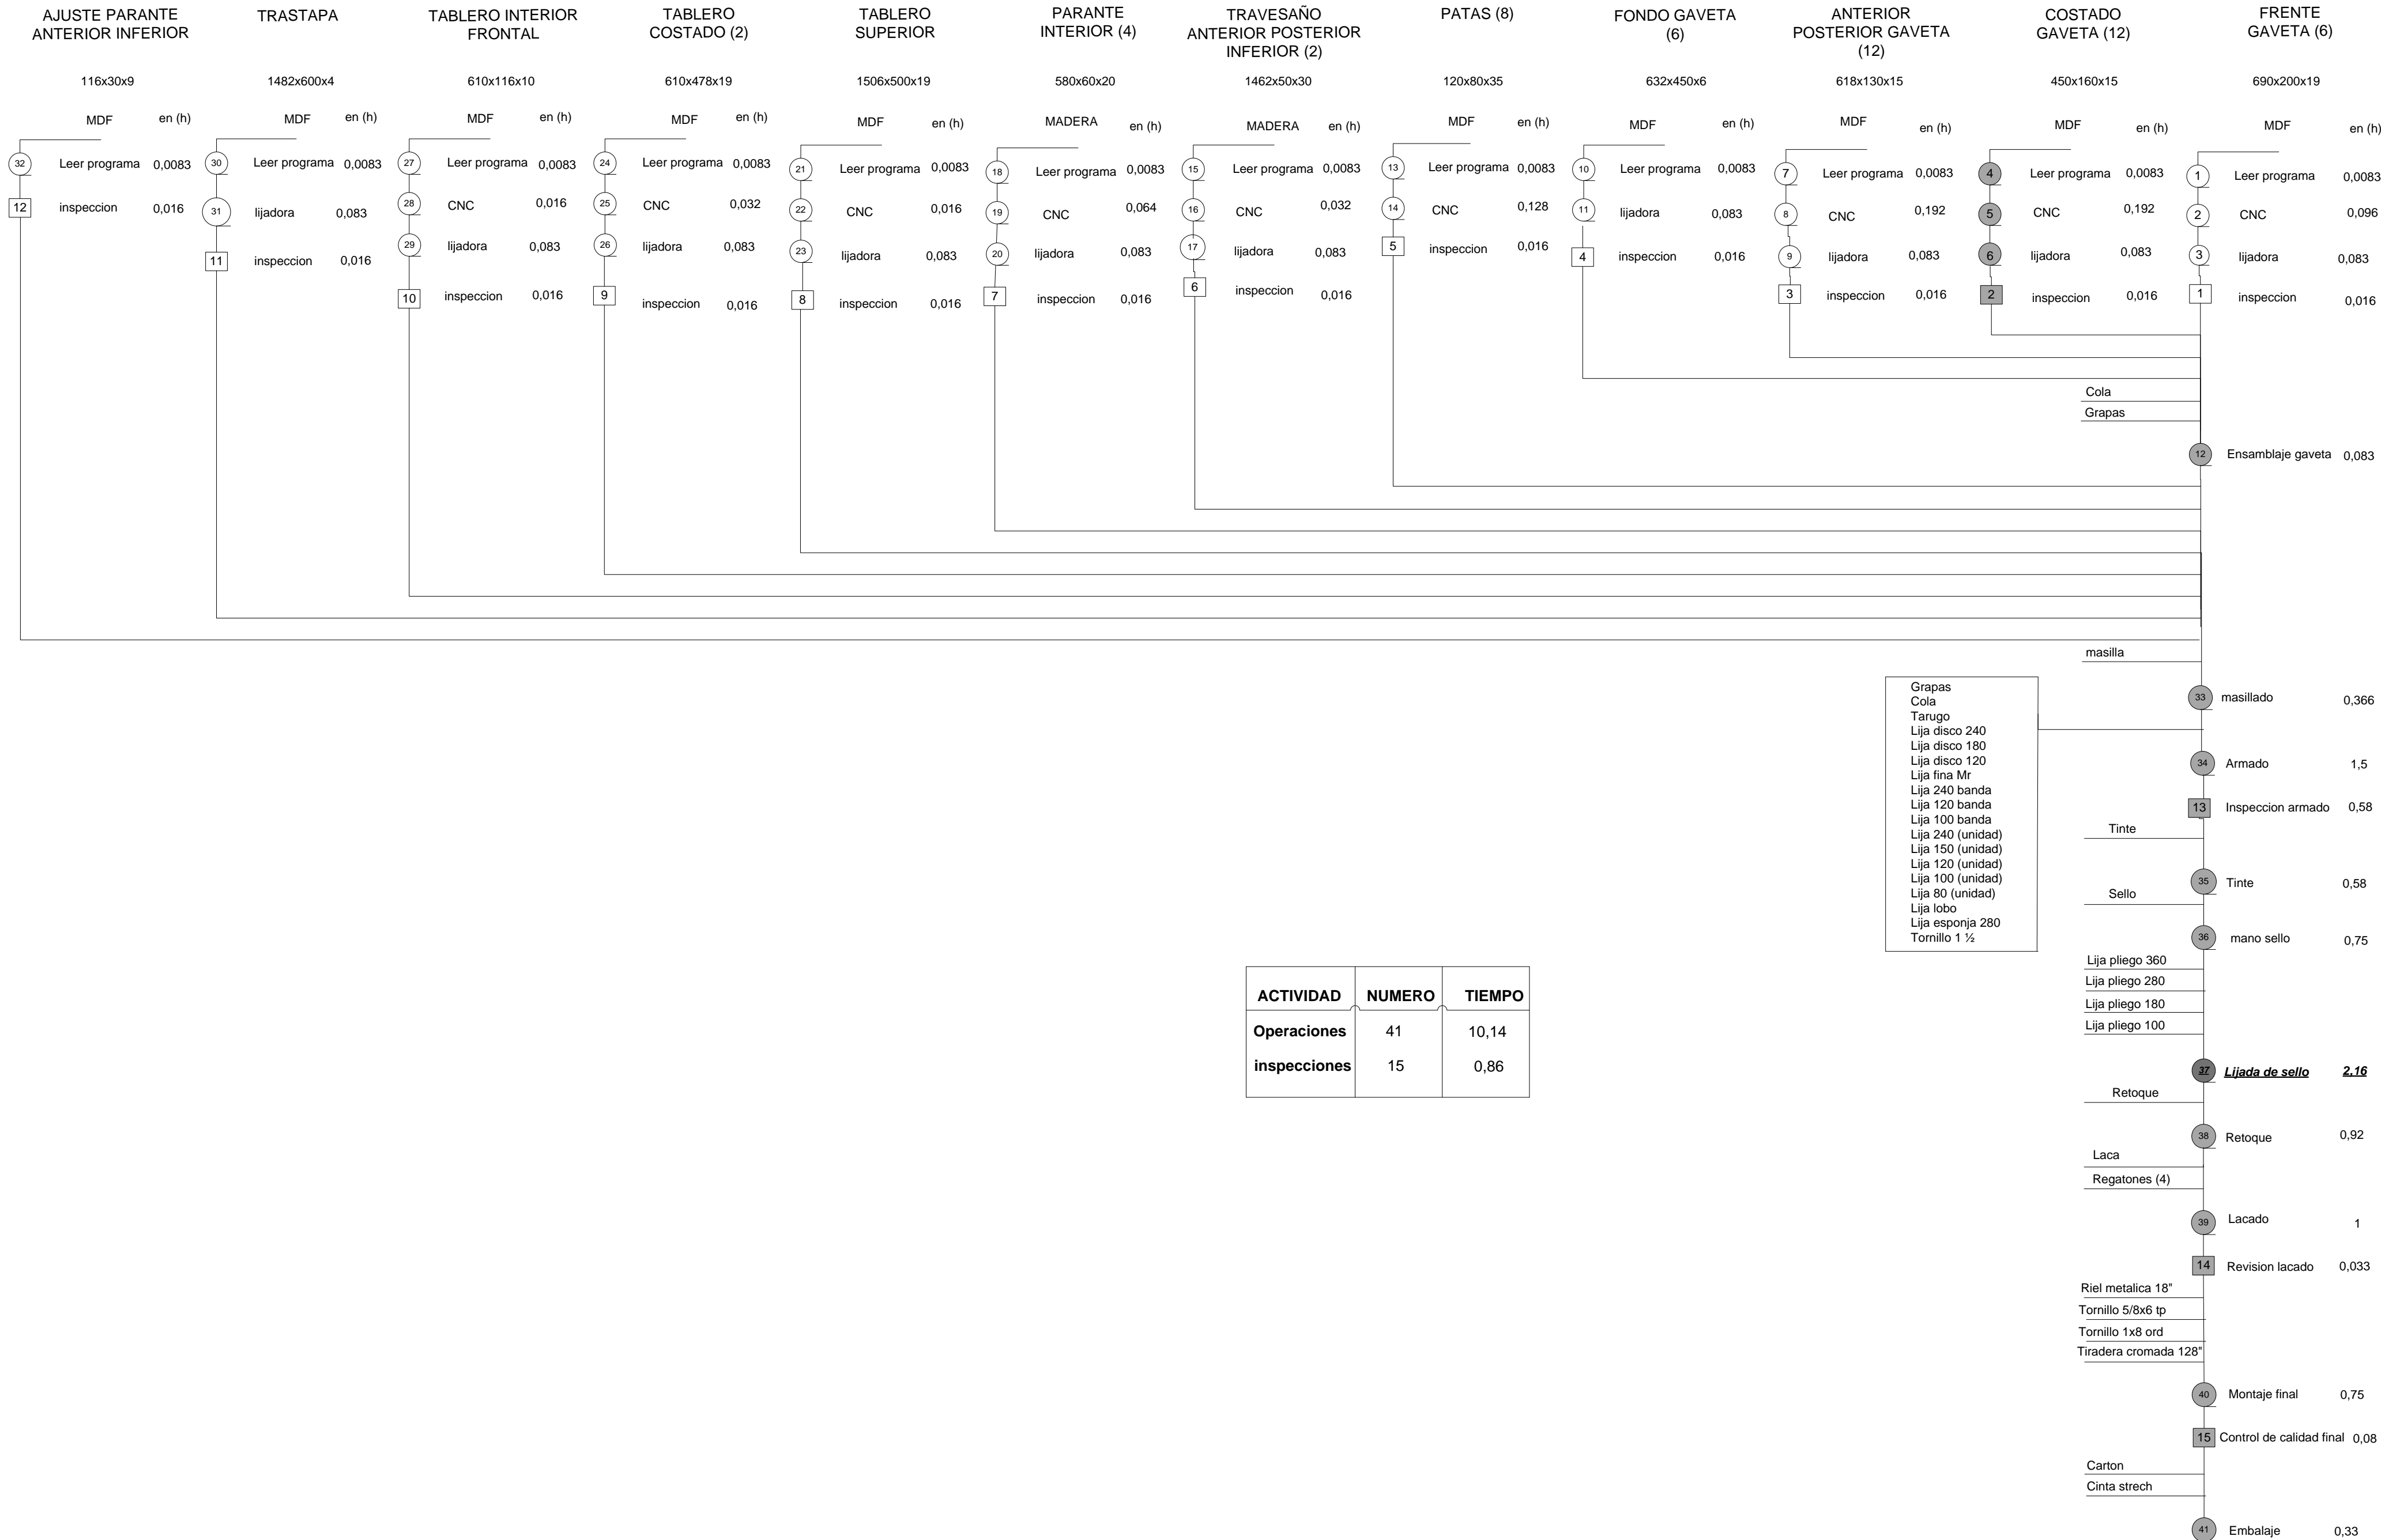 AJUSTE PARANTE
ANTERIOR INFERIOR
116x30x9
MDF en (h)
32 Leer programa 0,0083
12 inspeccion 0,016
TRASTAPA
1482x600x4
MDF en (h)
30 Leer programa 0,0083
31 lijadora 0,083
11 inspeccion 0,016
TABLERO INTERIOR
FRONTAL
610x116x10
MDF en (h)
27 Leer programa 0,0083
28 CNC 0,016
29 lijadora 0,083
10 inspeccion 0,016
TABLERO
COSTADO (2)
610x478x19
MDF en (h)
24 Leer programa 0,0083
25 CNC 0,032
26 lijadora 0,083
9 inspeccion 0,016
TABLERO
SUPERIOR
1506x500x19
MDF en (h)
21 Leer programa 0,0083
22 CNC 0,016
23 lijadora 0,083
8 inspeccion 0,016
PARANTE
INTERIOR (4)
580x60x20
MADERA en (h)
18 Leer programa 0,0083
19 CNC 0,064
20 lijadora 0,083
7 inspeccion 0,016
TRAVESAÑO
ANTERIOR POSTERIOR
INFERIOR (2)
1462x50x30
MADERA en (h)
15 Leer programa 0,0083
16 CNC 0,032
17 lijadora 0,083
6 inspeccion 0,016
PATAS (8)
120x80x35
MDF en (h)
13 Leer programa 0,0083
14 CNC 0,128
5 inspeccion 0,016
FONDO GAVETA
(6)
632x450x6
MDF en (h)
10 Leer programa 0,0083
11 lijadora 0,083
4 inspeccion 0,016
ANTERIOR
POSTERIOR GAVETA
(12)
618x130x15
MDF en (h)
7 Leer programa 0,0083
8 CNC 0,192
9 lijadora 0,083
3 inspeccion 0,016
COSTADO
GAVETA (12)
450x160x15
MDF en (h)
4 Leer programa 0,0083
5 CNC 0,192
6 lijadora 0,083
2 inspeccion 0,016
FRENTE
GAVETA (6)
690x200x19
MDF en (h)
1 Leer programa 0,0083
2 CNC 0,096
3 lijadora 0,083
1 inspeccion 0,016
Cola
Grapas
12 Ensamblaje gaveta 0,083
masilla
33 masillado 0,366
Grapas
Cola
Tarugo
Lija disco 240
Lija disco 180
Lija disco 120
Lija fina Mr
Lija 240 banda
Lija 120 banda
Lija 100 banda
Lija 240 (unidad)
Lija 150 (unidad)
Lija 120 (unidad)
Lija 100 (unidad)
Lija 80 (unidad)
Lija lobo
Lija esponja 280
Tornillo 1 ½
34 Armado 1,5
13 Inspeccion armado 0,58
Tinte
35 Tinte 0,58
Sello
36 mano sello 0,75
Lija pliego 360
Lija pliego 280
Lija pliego 180
Lija pliego 100
37 Lijada de sello 2,16
Retoque
38 Retoque 0,92
Laca
Regatones (4)
39 Lacado 1
14 Revision lacado 0,033
Riel metalica 18"
Tornillo 5/8x6 tp
Tornillo 1x8 ord
Tiradera cromada 128"
40 Montaje final 0,75
15 Control de calidad final 0,08
Carton
Cinta strech
41 Embalaje 0,33
ACTIVIDAD NUMERO TIEMPO
Operaciones 41 10,14
inspecciones 15 0,86